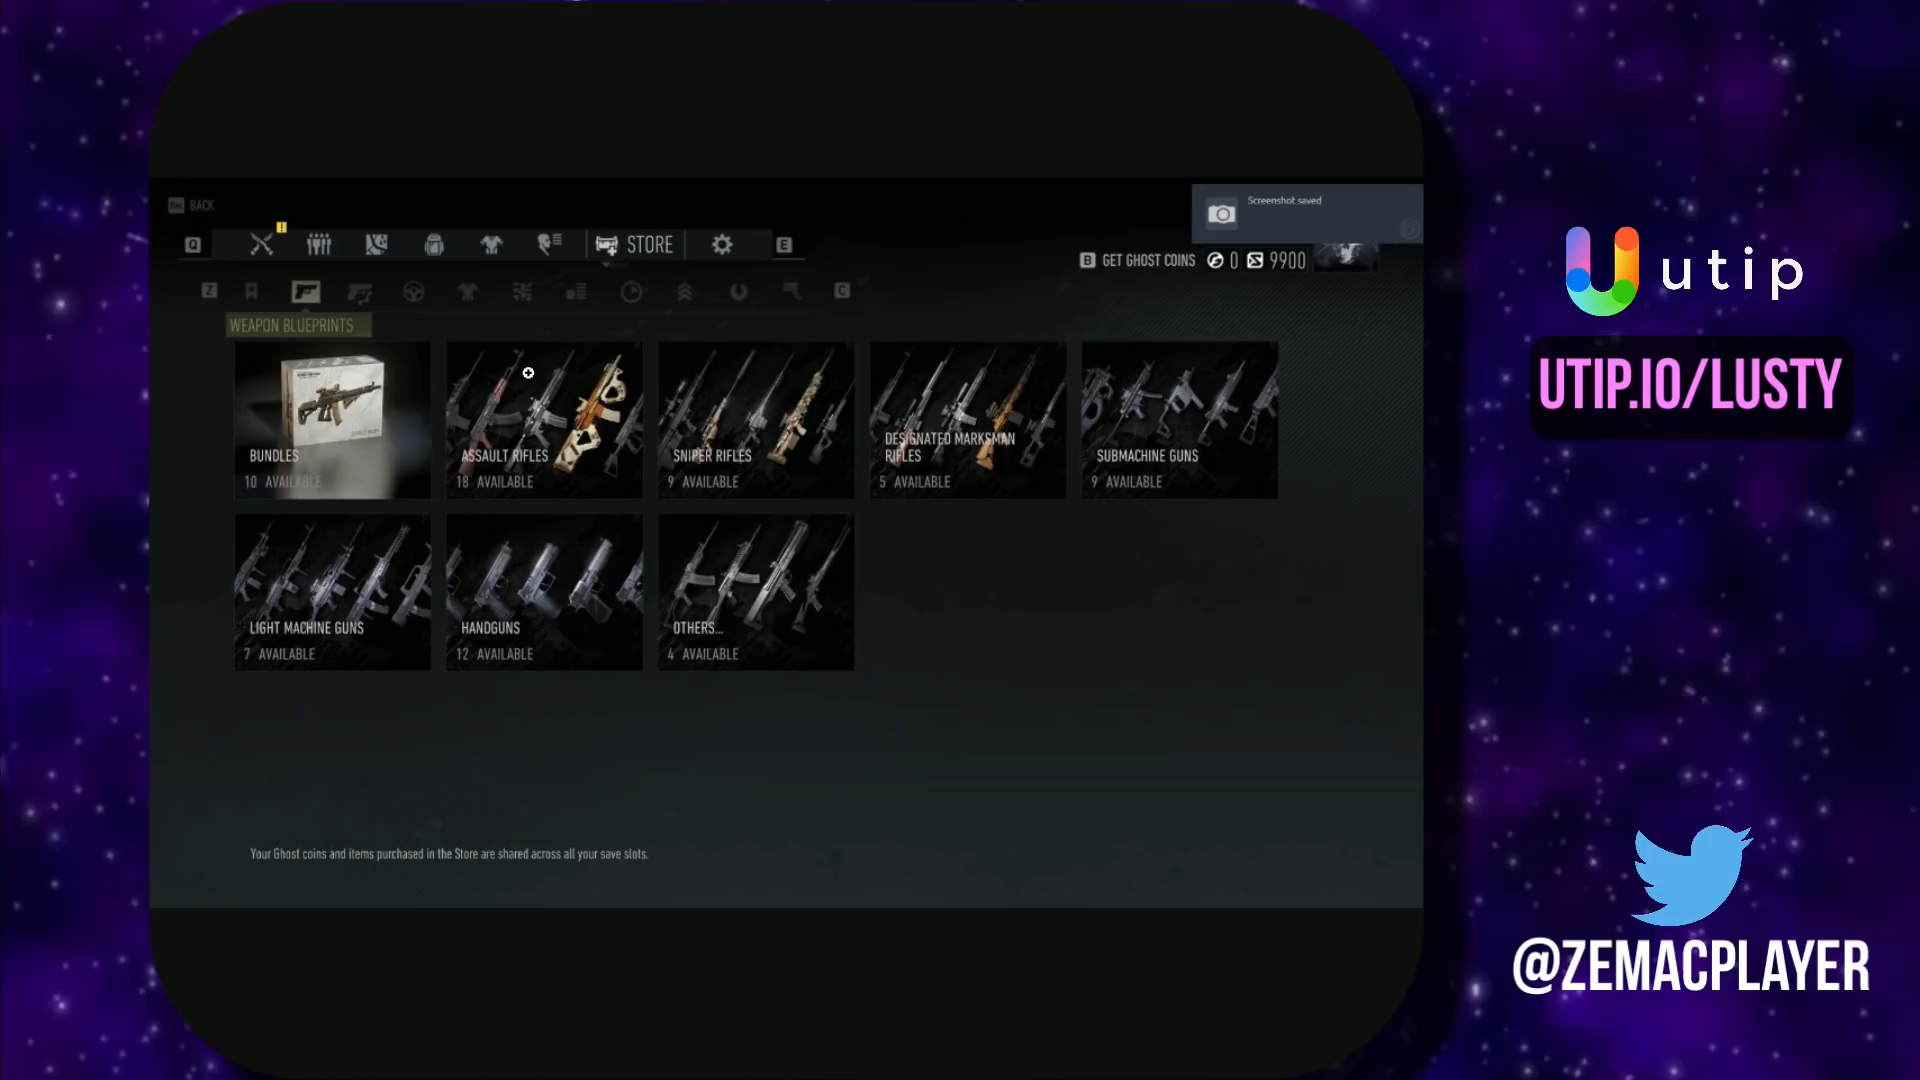 BACK
Screenshot saved
Q
STORE
E
B GET GHOST COINS 0 9900
Z
C
WEAPON BLUEPRINTS
BUNDLES
10 AVAILABLE
ASSAULT RIFLES
18 AVAILABLE
SNIPER RIFLES
9 AVAILABLE
DESIGNATED MARKSMAN
RIFLES
5 AVAILABLE
SUBMACHINE GUNS
9 AVAILABLE
LIGHT MACHINE GUNS
7 AVAILABLE
HANDGUNS
12 AVAILABLE
OTHERS...
4 AVAILABLE
Your Ghost coins and items purchased in the Store are shared across all your save slots.
utip
UTIP.IO/LUSTY
@ZEMACPLAYER